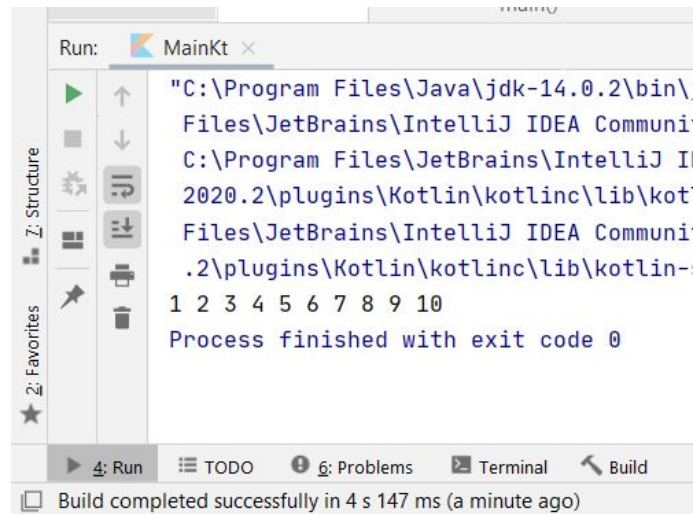 main()
Run: MainKt
"C:\Program Files\Java\jdk-14.0.2\bin\
Files\JetBrains\IntelliJ IDEA
C:\Program Files\JetBrains\IntelliJ
2020.2\plugins\Kotlin\kotlinc\lib\
Files\JetBrains\IntelliJ IDEA
.2\plugins\Kotlin\kotlinc\lib\kotlin-
1 2 3 4 5 6 7 8 9 10
Process finished with exit code 0
7: Structure
2: Favorites
4: Run TODO 6: Problems Terminal Build
Build completed successfully in 4 s 147 ms (a minute ago)